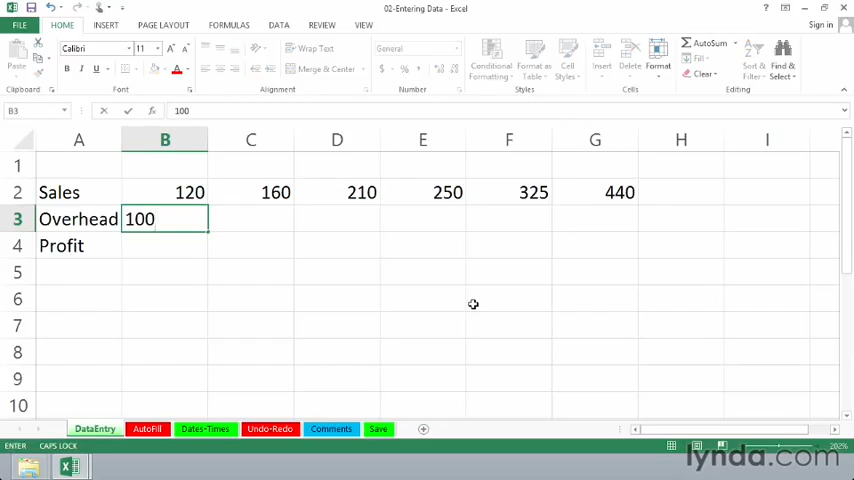 02-Entering Data - Excel
Sign in
FILE HOME INSERT PAGE LAYOUT FORMULAS DATA REVIEW VIEW
Paste
Clipboard
Calibri 11
B I U
Font
Wrap Text
Merge & Center
Alignment
General
$ % ,
Number
Conditional Formatting
Format as Table
Cell Styles
Styles
Insert Delete Format
Cells
AutoSum
Fill
Clear
Sort & Filter
Find & Select
Editing
B3 fx 100
A B C D E F G H I
1
2 Sales 120 160 210 250 325 440
3 Overhead 100
4 Profit
5
6
7
8
9
10
DataEntry AutoFill Dates-Times Undo-Redo Comments Save
ENTER CAPS LOCK 202%
lynda.com